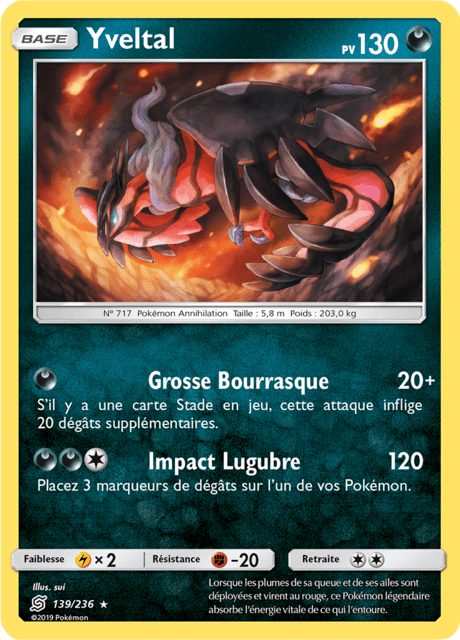 BASE Yveltal PV130
N° 717 Pokémon Annihilation Taille : 5,8 m Poids : 203,0 kg
Grosse Bourrasque 20+
S'il y a une carte Stade en jeu, cette attaque inflige
20 dégâts supplémentaires.
Impact Lugubre 120
Placez 3 marqueurs de dégâts sur l'un de vos Pokémon.
Faiblesse ×2 Résistance -20 Retraite
Illus. sui
139/236 ★
©2019 Pokémon
Lorsque les plumes de sa queue et de ses ailes sont
déployées et virent au rouge, ce Pokémon légendaire
absorbe l'énergie vitale de ce qui l'entoure.